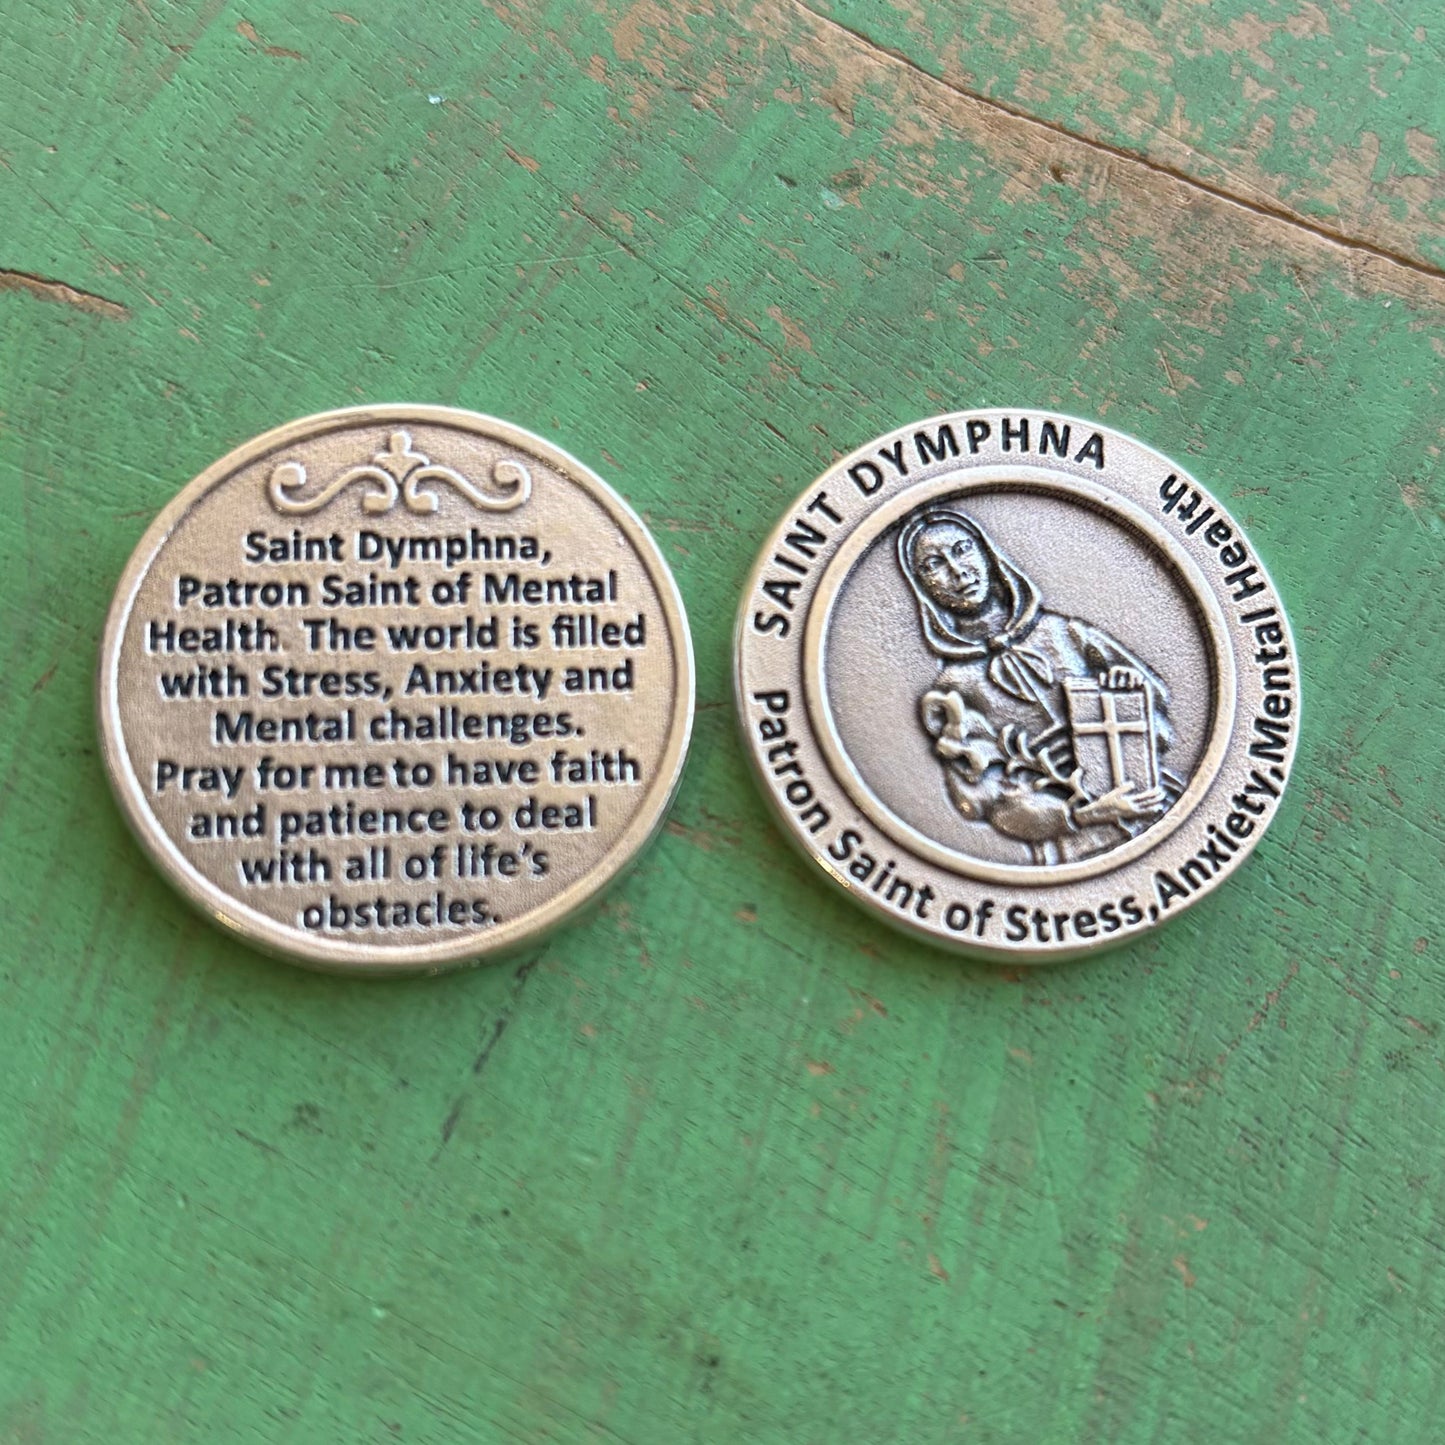 Saint Dymphna,
Patron Saint of Mental
Health. The world is filled
with Stress, Anxiety and
Mental challenges.
Pray for me to have faith
and patience to deal
with all of life's
obstacles.
SAINT DYMPHNA
Patron Saint of Stress,Anxiety,Mental Health